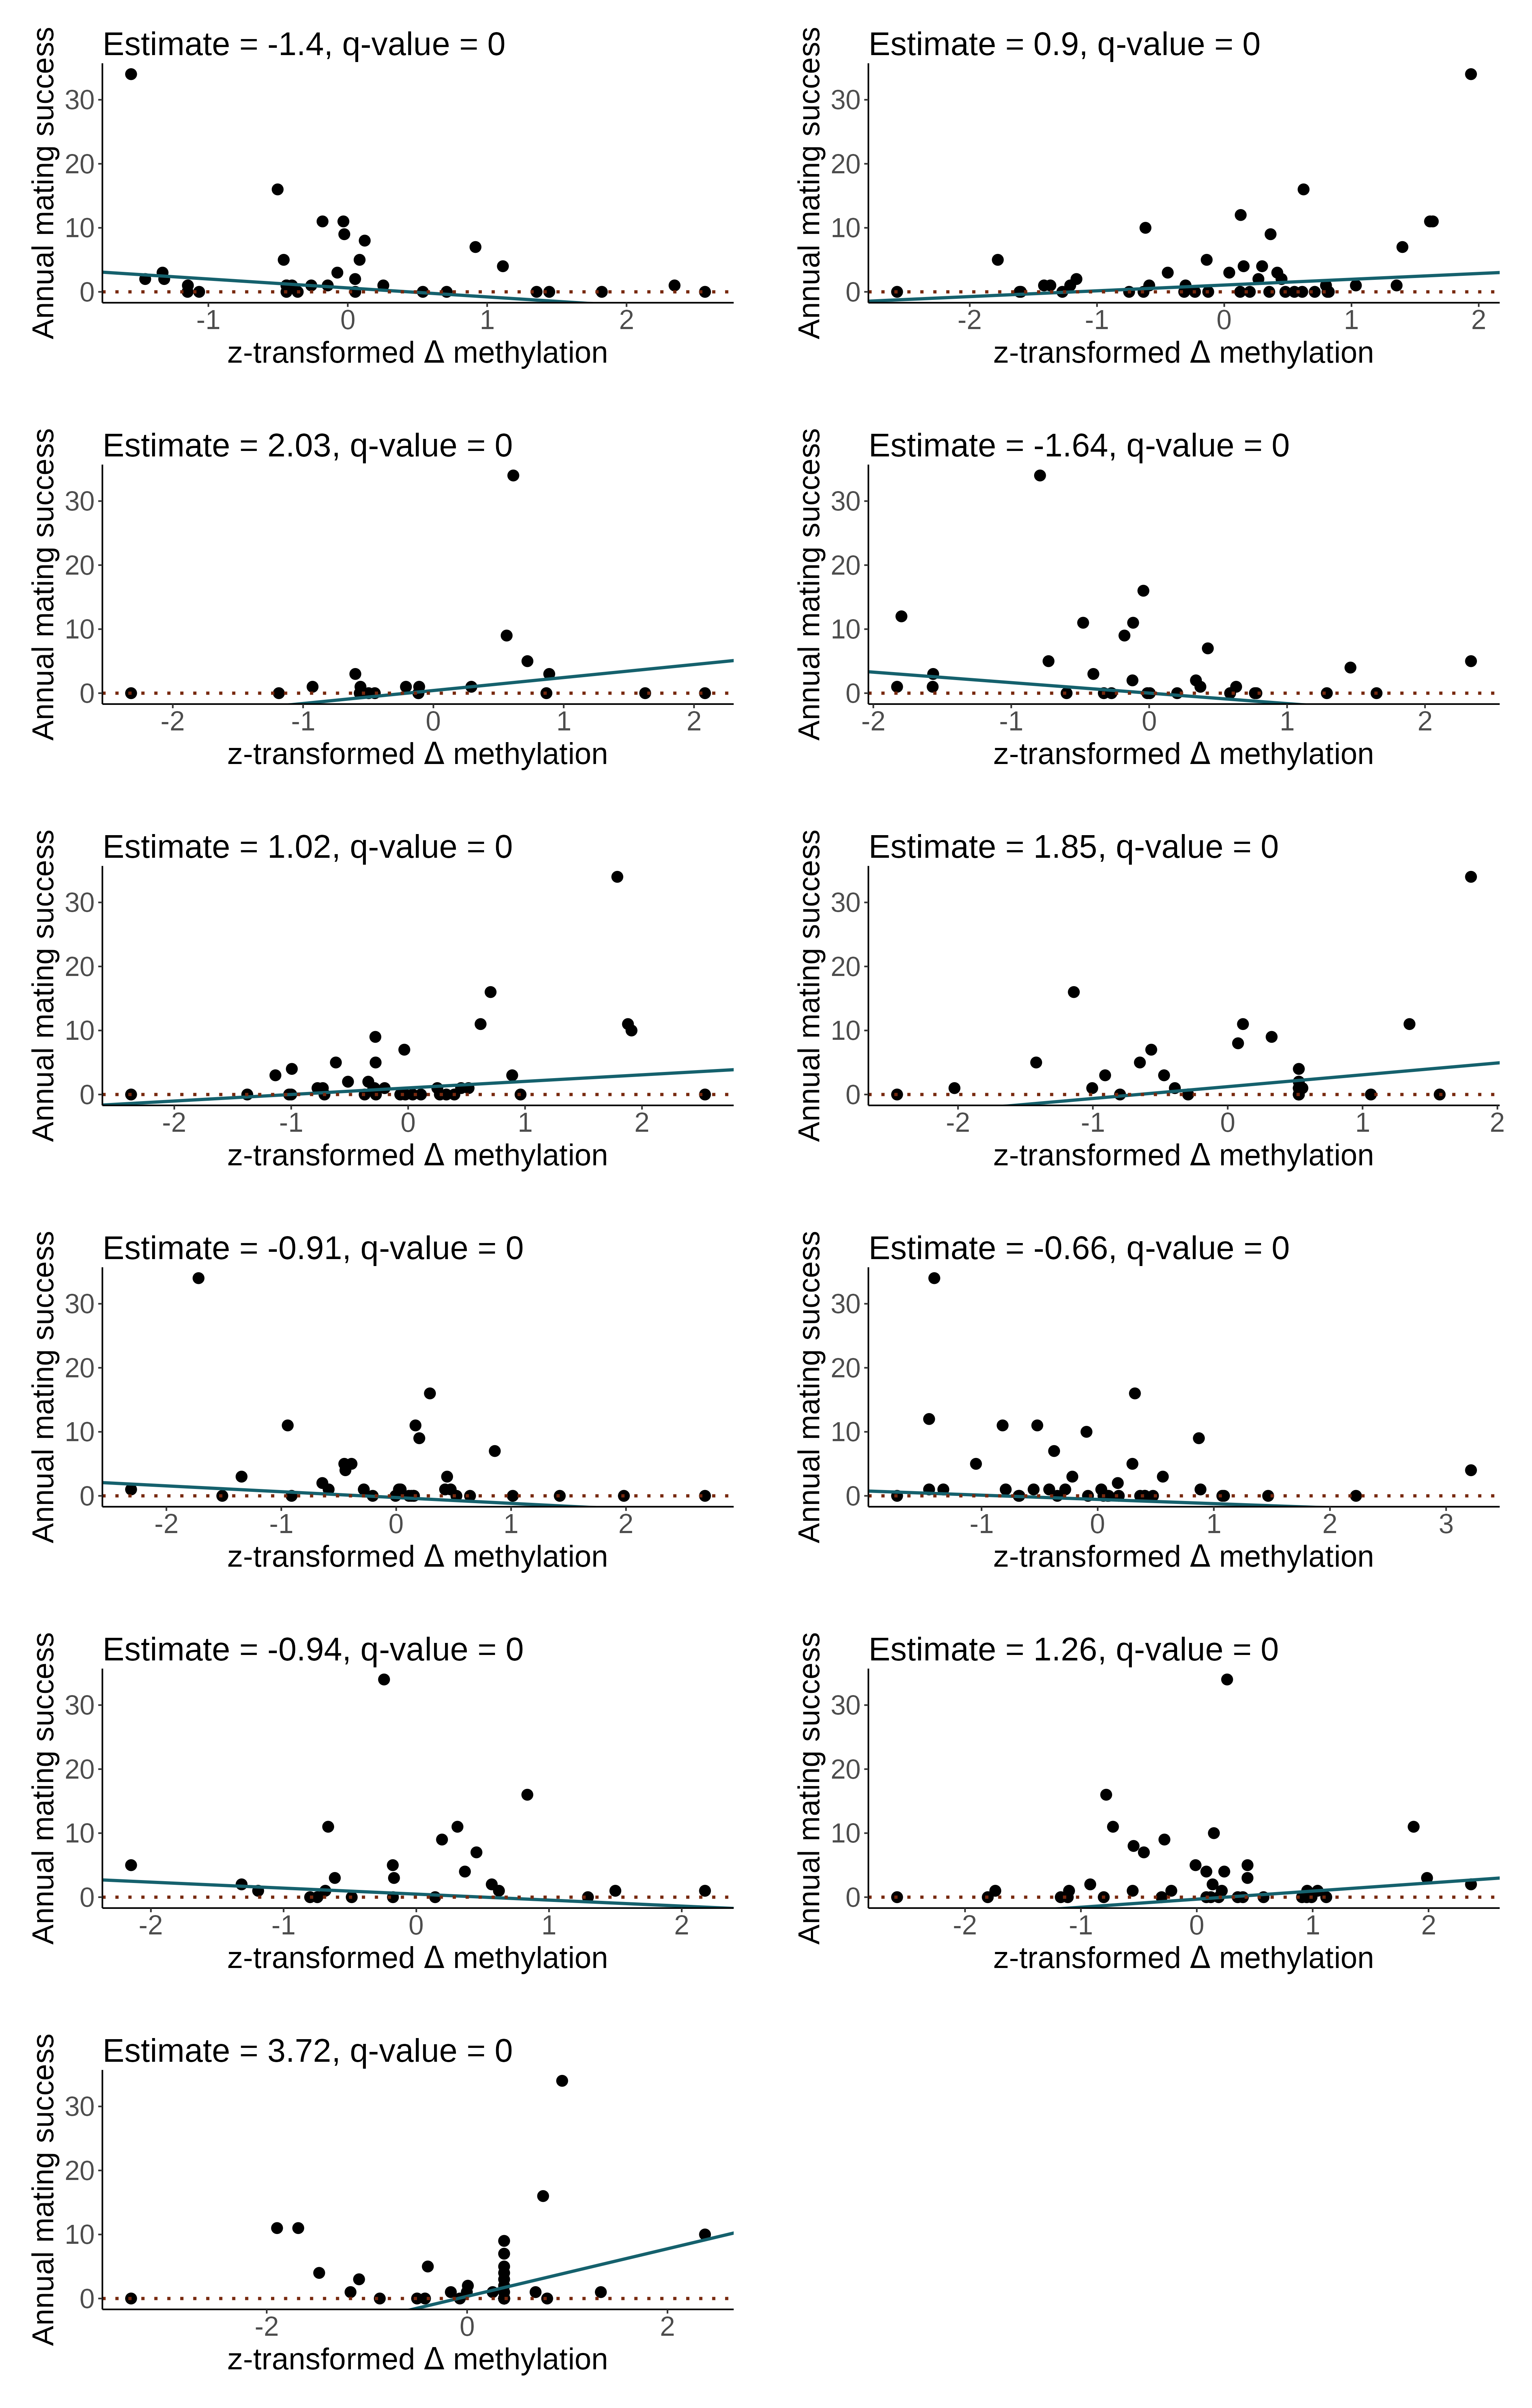 Estimate = -1.4, q-value = 0
Annual mating success
30
20
10
0
-1
0
1
2
z-transformed Δ methylation
Estimate = 0.9, q-value = 0
Annual mating success
30
20
10
0
-2
-1
0
1
2
z-transformed Δ methylation
Estimate = 2.03, q-value = 0
Annual mating success
30
20
10
0
-2
-1
0
1
2
z-transformed Δ methylation
Estimate = -1.64, q-value = 0
Annual mating success
30
20
10
0
-2
-1
0
1
2
z-transformed Δ methylation
Estimate = 1.02, q-value = 0
Annual mating success
30
20
10
0
-2
-1
0
1
2
z-transformed Δ methylation
Estimate = 1.85, q-value = 0
Annual mating success
30
20
10
0
-2
-1
0
1
2
z-transformed Δ methylation
Estimate = -0.91, q-value = 0
Annual mating success
30
20
10
0
-2
-1
0
1
2
z-transformed Δ methylation
Estimate = -0.66, q-value = 0
Annual mating success
30
20
10
0
-1
0
1
2
3
z-transformed Δ methylation
Estimate = -0.94, q-value = 0
Annual mating success
30
20
10
0
-2
-1
0
1
2
z-transformed Δ methylation
Estimate = 1.26, q-value = 0
Annual mating success
30
20
10
0
-2
-1
0
1
2
z-transformed Δ methylation
Estimate = 3.72, q-value = 0
Annual mating success
30
20
10
0
-2
0
2
z-transformed Δ methylation